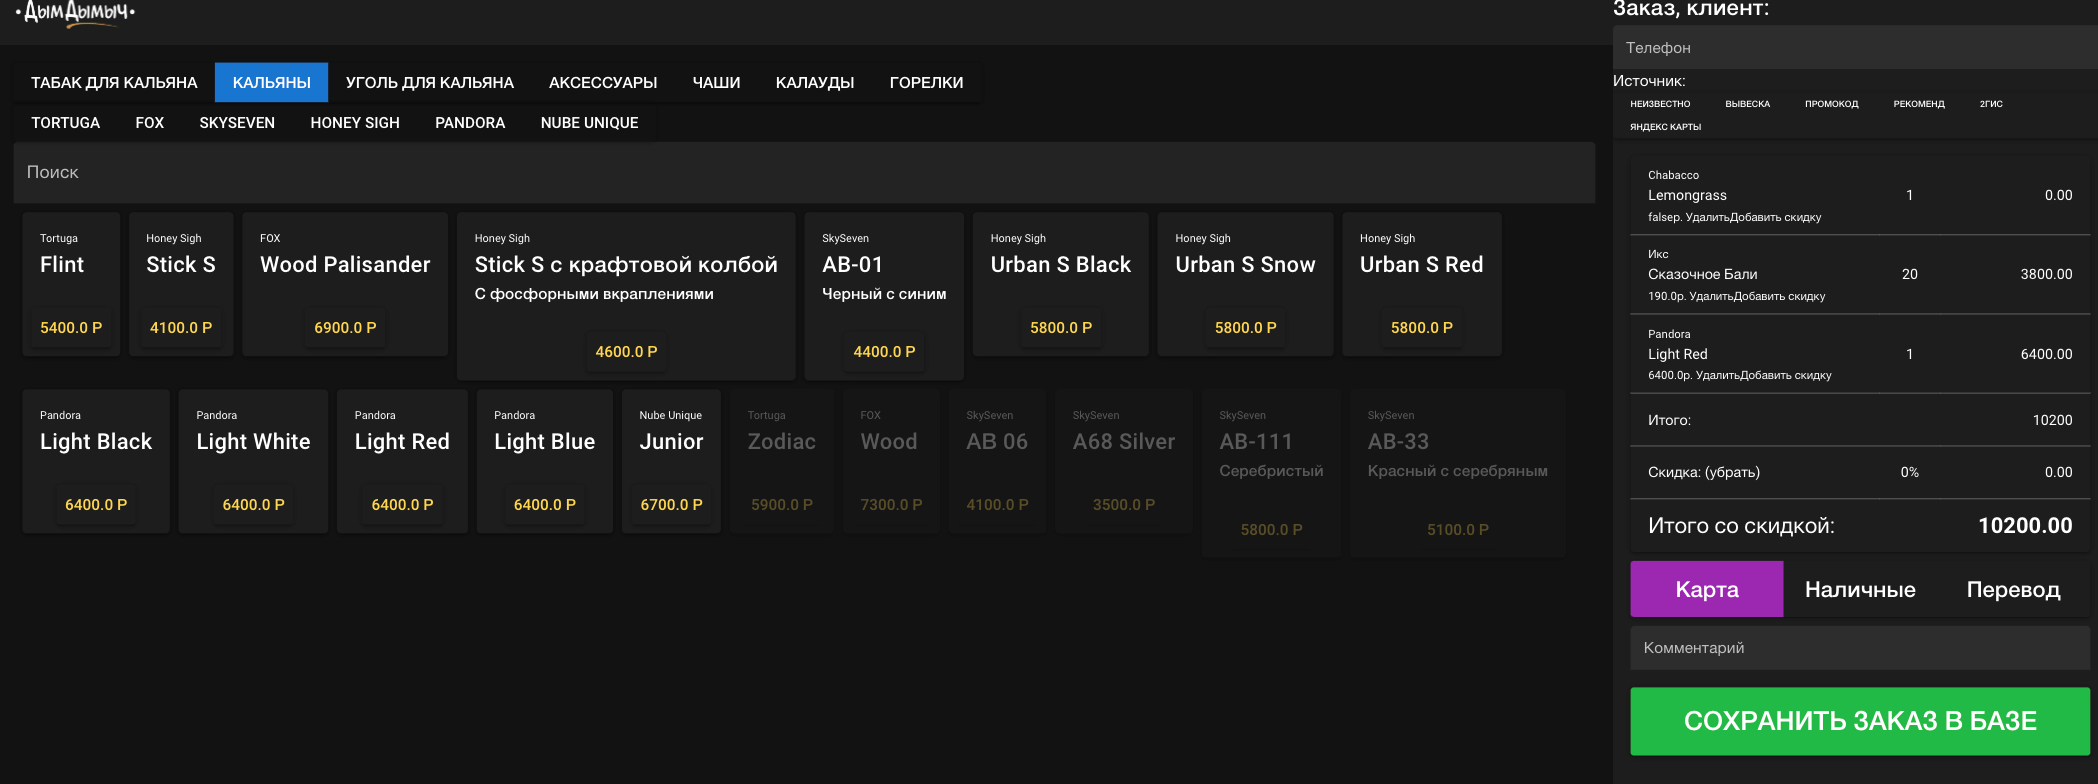 •ДымДымыч•
ТАБАК ДЛЯ КАЛЬЯНА КАЛЬЯНЫ УГОЛЬ ДЛЯ КАЛЬЯНА АКСЕССУАРЫ ЧАШИ КАЛАУДЫ ГОРЕЛКИ
TORTUGA FOX SKYSEVEN HONEY SIGH PANDORA NUBE UNIQUE
Поиск
Tortuga
Flint
5400.0 Р
Honey Sigh
Stick S
4100.0 Р
FOX
Wood Palisander
6900.0 Р
Honey Sigh
Stick S с крафтовой колбой
С фосфорными вкраплениями
4600.0 Р
SkySeven
AB-01
Черный с синим
4400.0 Р
Honey Sigh
Urban S Black
5800.0 Р
Honey Sigh
Urban S Snow
5800.0 Р
Honey Sigh
Urban S Red
5800.0 Р
Pandora
Light Black
6400.0 Р
Pandora
Light White
6400.0 Р
Pandora
Light Red
6400.0 Р
Pandora
Light Blue
6400.0 Р
Nube Unique
Junior
6700.0 Р
Tortuga
Zodiac
5900.0 Р
FOX
Wood
7300.0 Р
SkySeven
AB 06
4100.0 Р
SkySeven
A68 Silver
3500.0 Р
SkySeven
AB-111
Серебристый
5800.0 Р
SkySeven
AB-33
Красный с серебряным
5100.0 Р
Заказ, клиент:
Телефон
Источник:
НЕИЗВЕСТНО ВЫВЕСКА ПРОМОКОД РЕКОМЕНД 2ГИС
ЯНДЕКС КАРТЫ
Chabacco
Lemongrass 1 0.00
falseр. УдалитьДобавить скидку
Икс
Сказочное Бали 20 3800.00
190.0р. УдалитьДобавить скидку
Pandora
Light Red 1 6400.00
6400.0р. УдалитьДобавить скидку
Итого: 10200
Скидка: (убрать) 0% 0.00
Итого со скидкой: 10200.00
Карта Наличные Перевод
Комментарий
СОХРАНИТЬ ЗАКАЗ В БАЗЕ